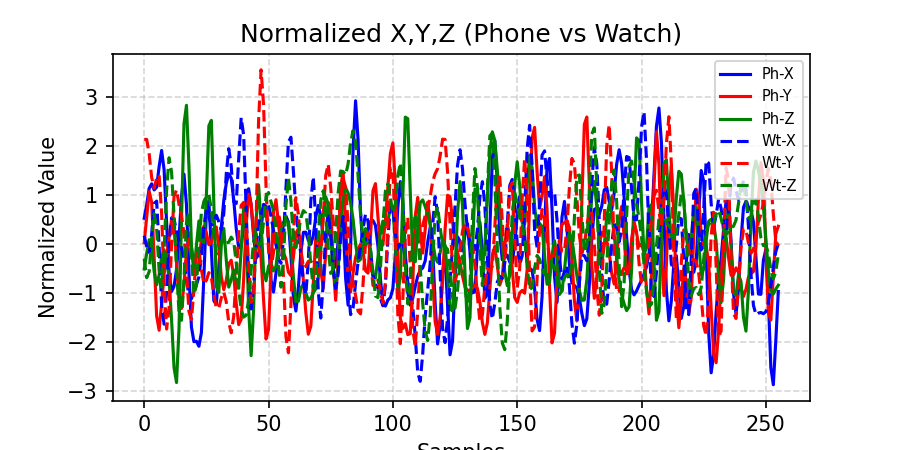 Normalized X,Y,Z (Phone vs Watch)
Normalized Value
3
2
1
0
−1
−2
−3
0 50 100 150 200 250
Samples
Ph-X
Ph-Y
Ph-Z
Wt-X
Wt-Y
Wt-Z